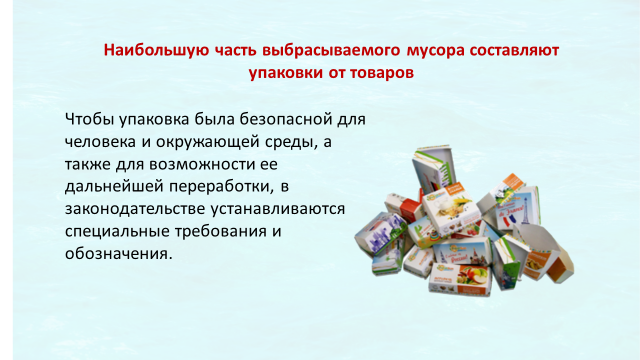 Наибольшую часть выбрасываемого мусора составляют
упаковки от товаров
Чтобы упаковка была безопасной для
человека и окружающей среды, а
также для возможности ее
дальнейшей переработки, в
законодательстве устанавливаются
специальные требования и
обозначения.